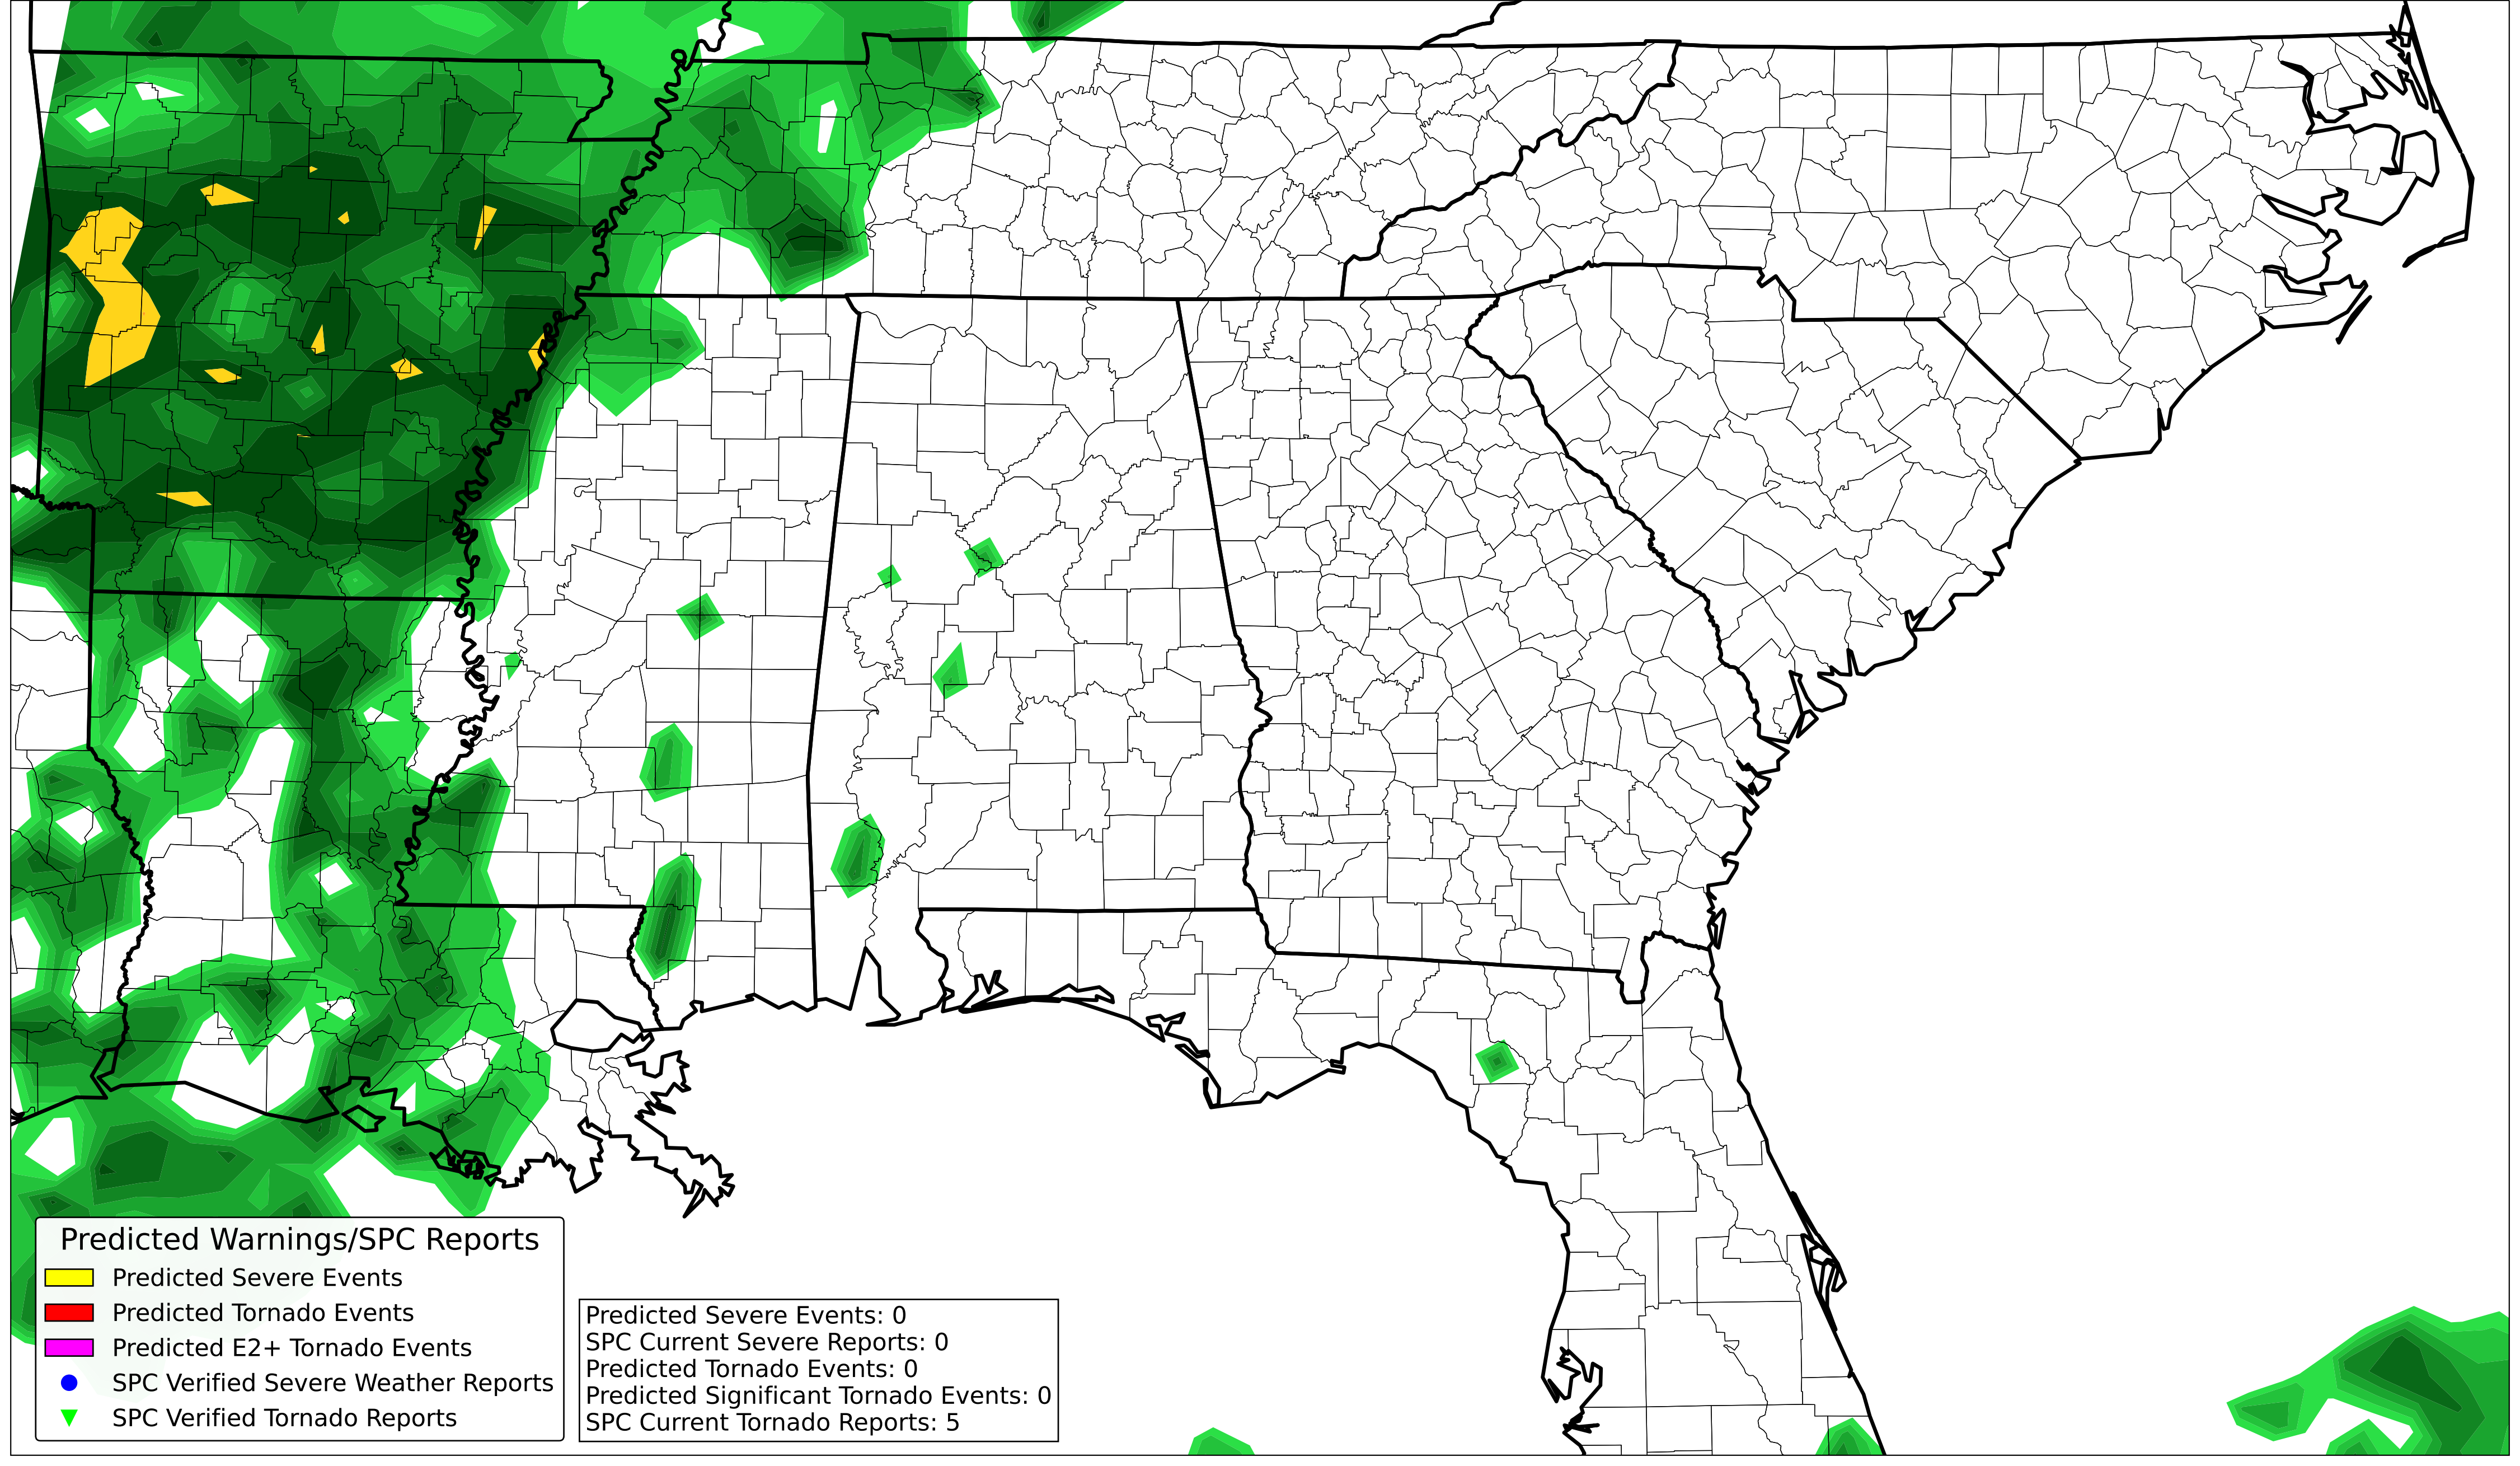 Predicted Warnings/SPC Reports
Predicted Severe Events
Predicted Tornado Events
Predicted E2+ Tornado Events
SPC Verified Severe Weather Reports
SPC Verified Tornado Reports
Predicted Severe Events: 0
SPC Current Severe Reports: 0
Predicted Tornado Events: 0
Predicted Significant Tornado Events: 0
SPC Current Tornado Reports: 5